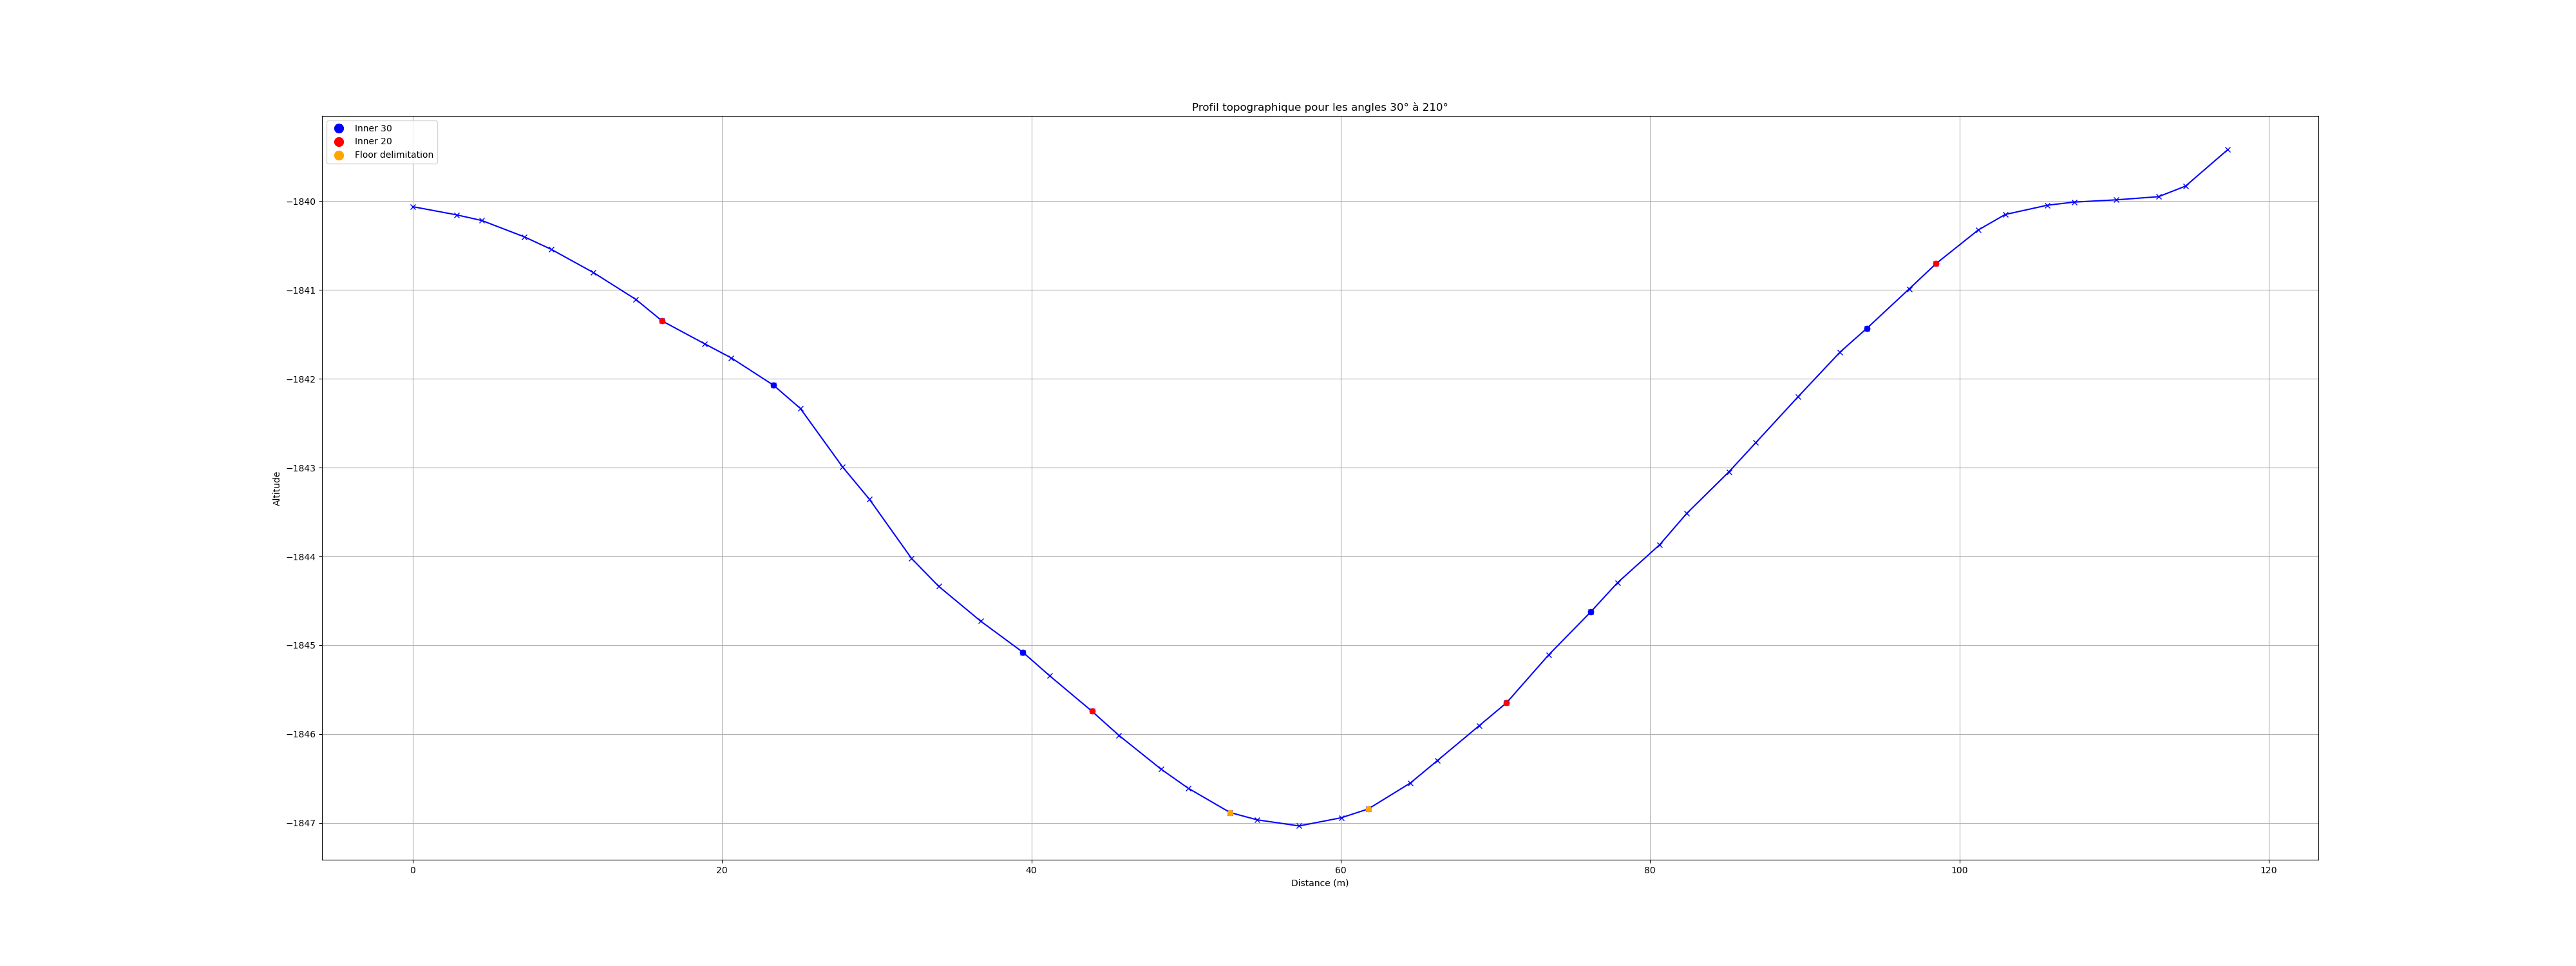 Profil topographique pour les angles 30° à 210°
Inner 30
Inner 20
Floor delimitation
−1840
−1841
−1842
−1843
−1844
−1845
−1846
−1847
Altitude
0 20 40 60 80 100 120
Distance (m)